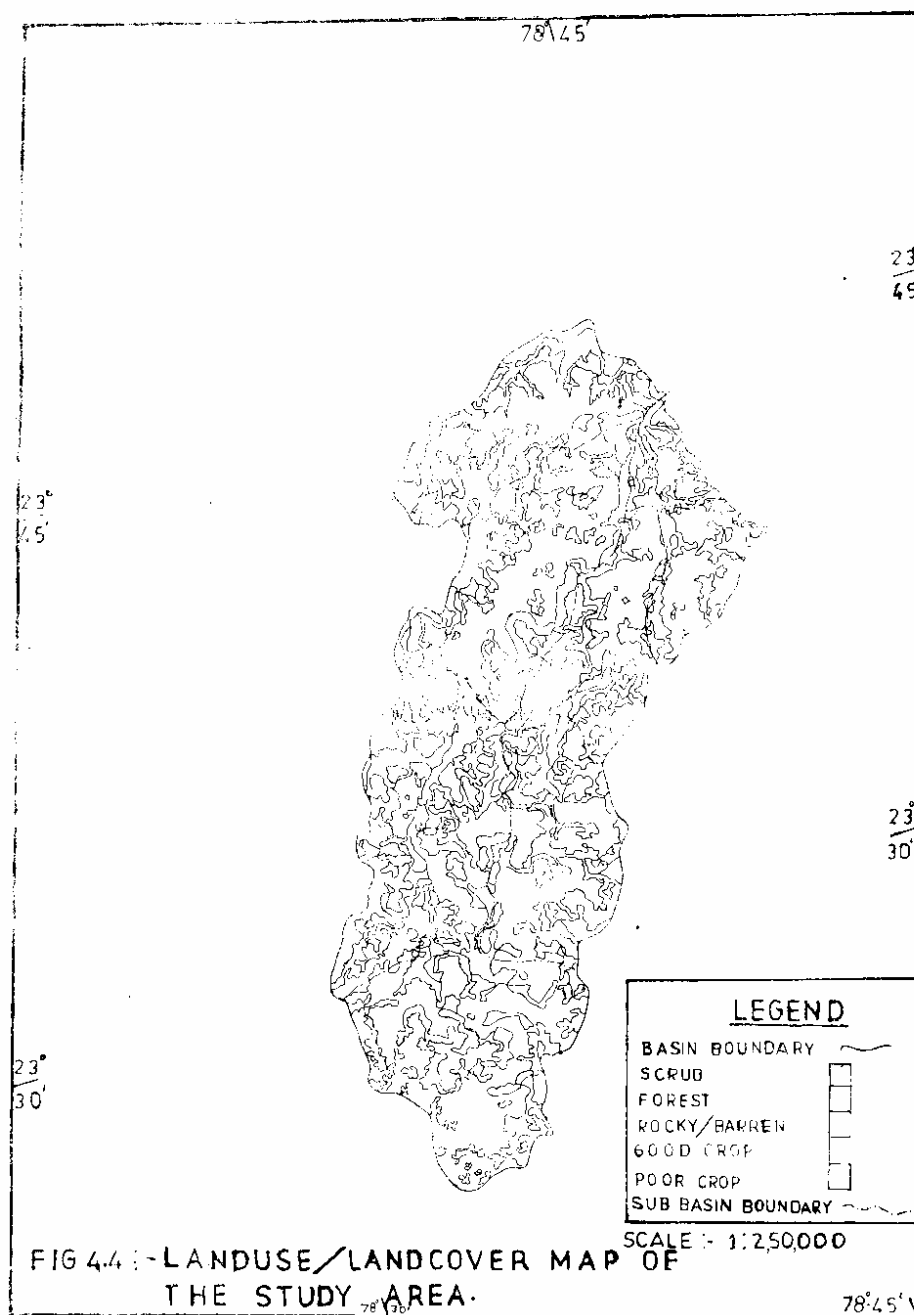 78°45'
23
45
23°
45'
23°
30'
23°
30'
LEGEND
BASIN BOUNDARY
SCRUB
FOREST
ROCKY/BARREN
GOOD CROP
POOR CROP
SUB BASIN BOUNDARY
SCALE :- 1:2,50,000
FIG 4.4 :- LANDUSE/LANDCOVER MAP OF
THE STUDY AREA.
78°45'